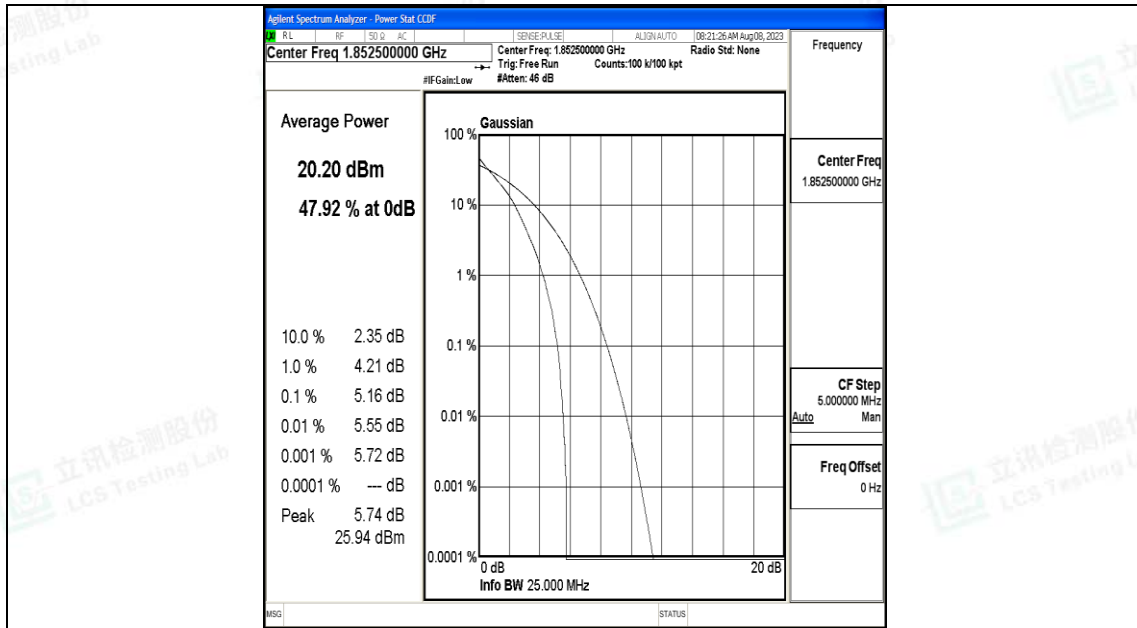 Agilent Spectrum Analyzer - Power Stat CCDF
LXI RL RF 50 Ω AC SENSE:PULSE ALIGN AUTO 08:21:26 AM Aug 08, 2023
Center Freq 1.852500000 GHz
Center Freq: 1.852500000 GHz Radio Std: None
Trig: Free Run Counts:100 k/100 kpt
#IFGain:Low #Atten: 46 dB
Frequency
Average Power
20.20 dBm
47.92 % at 0dB
10.0 % 2.35 dB
1.0 % 4.21 dB
0.1 % 5.16 dB
0.01 % 5.55 dB
0.001 % 5.72 dB
0.0001 % --- dB
Peak 5.74 dB
25.94 dBm
Gaussian
100 %
10 %
1 %
0.1 %
0.01 %
0.001 %
0.0001 %
0 dB 20 dB
Info BW 25.000 MHz
Center Freq
1.852500000 GHz
CF Step
5.000000 MHz
Auto Man
Freq Offset
0 Hz
MSG STATUS
立讯检测股份
LCS Testing Lab